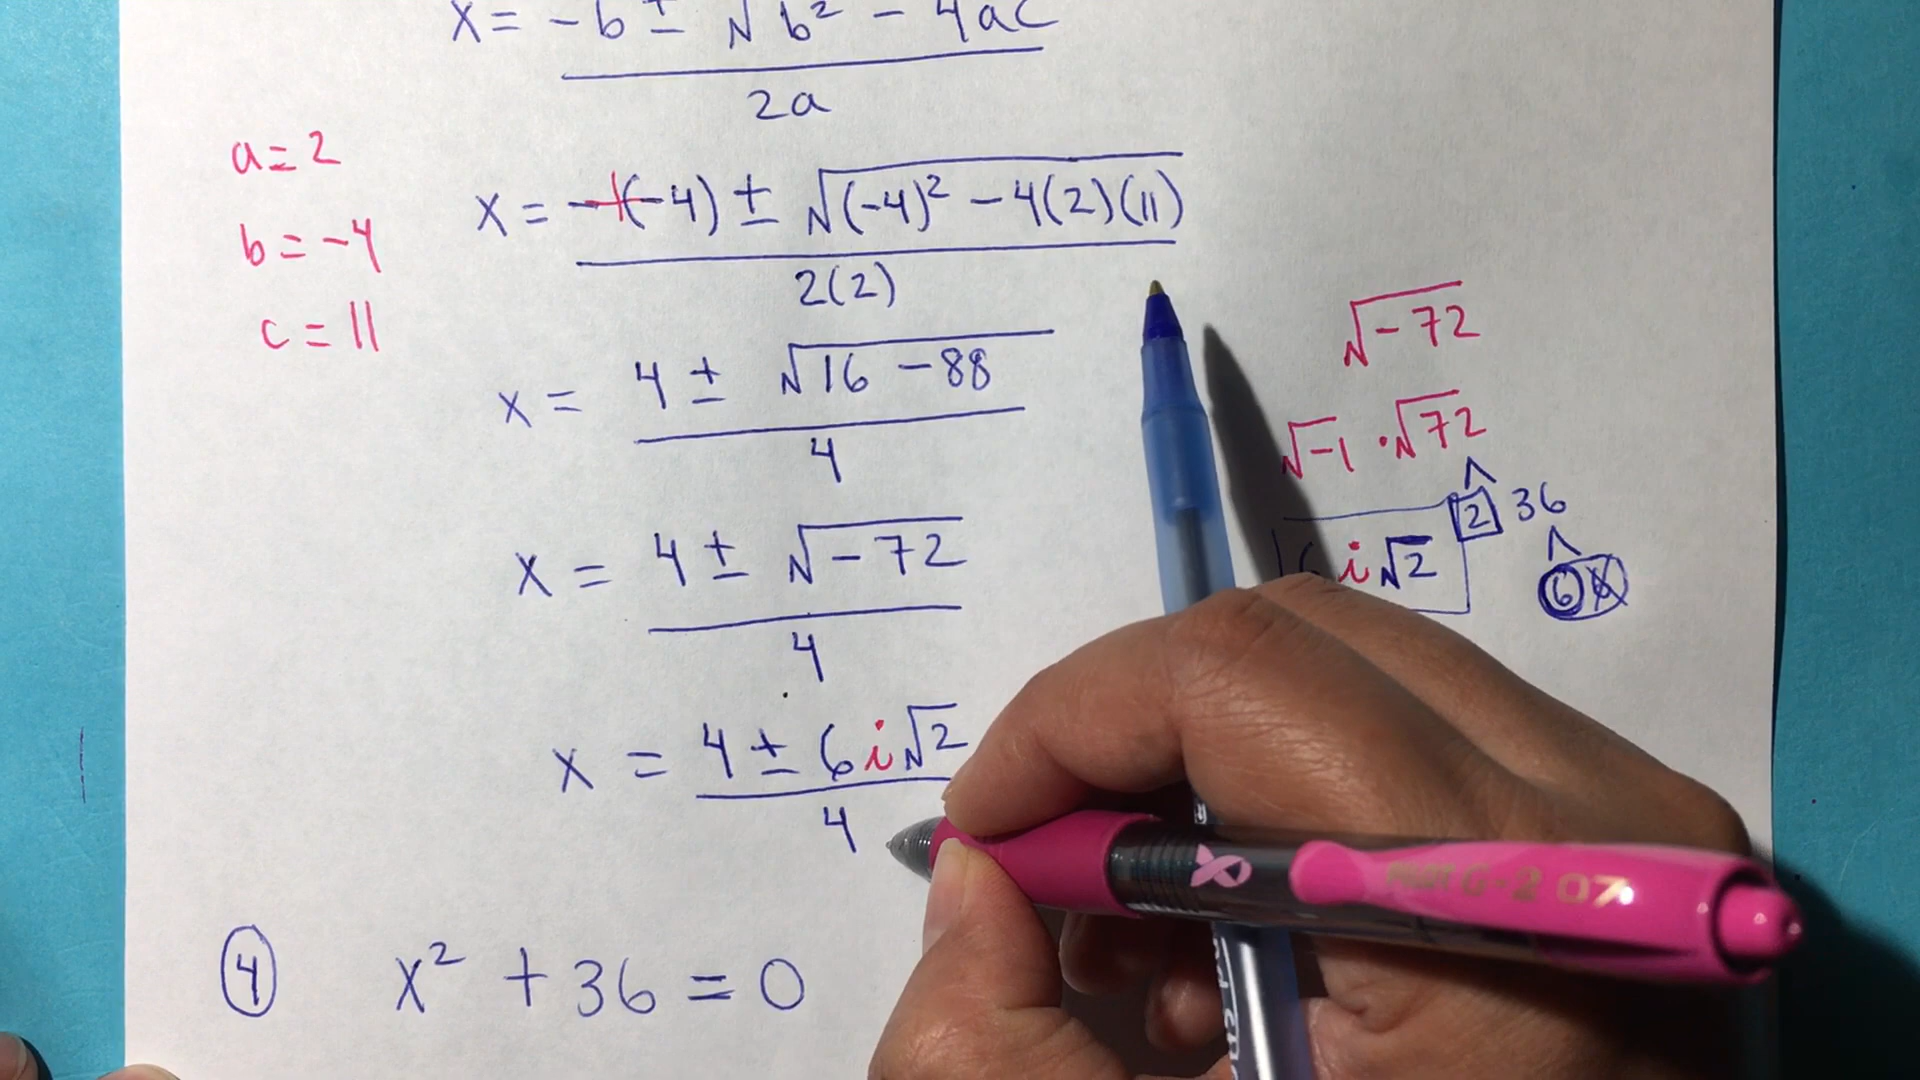 x = -b ± √b² - 4ac
2a
a = 2
b = -4
c = 11
x = -(-4) ± √(-4)² - 4(2)(11)
2(2)
x = 4 ± √16 - 88
4
x = 4 ± √-72
4
x = 4 ± 6i√2
4
√-72
√-1 · √72
2 36
6i√2
6 6
④ x² + 36 = 0
G-2 07